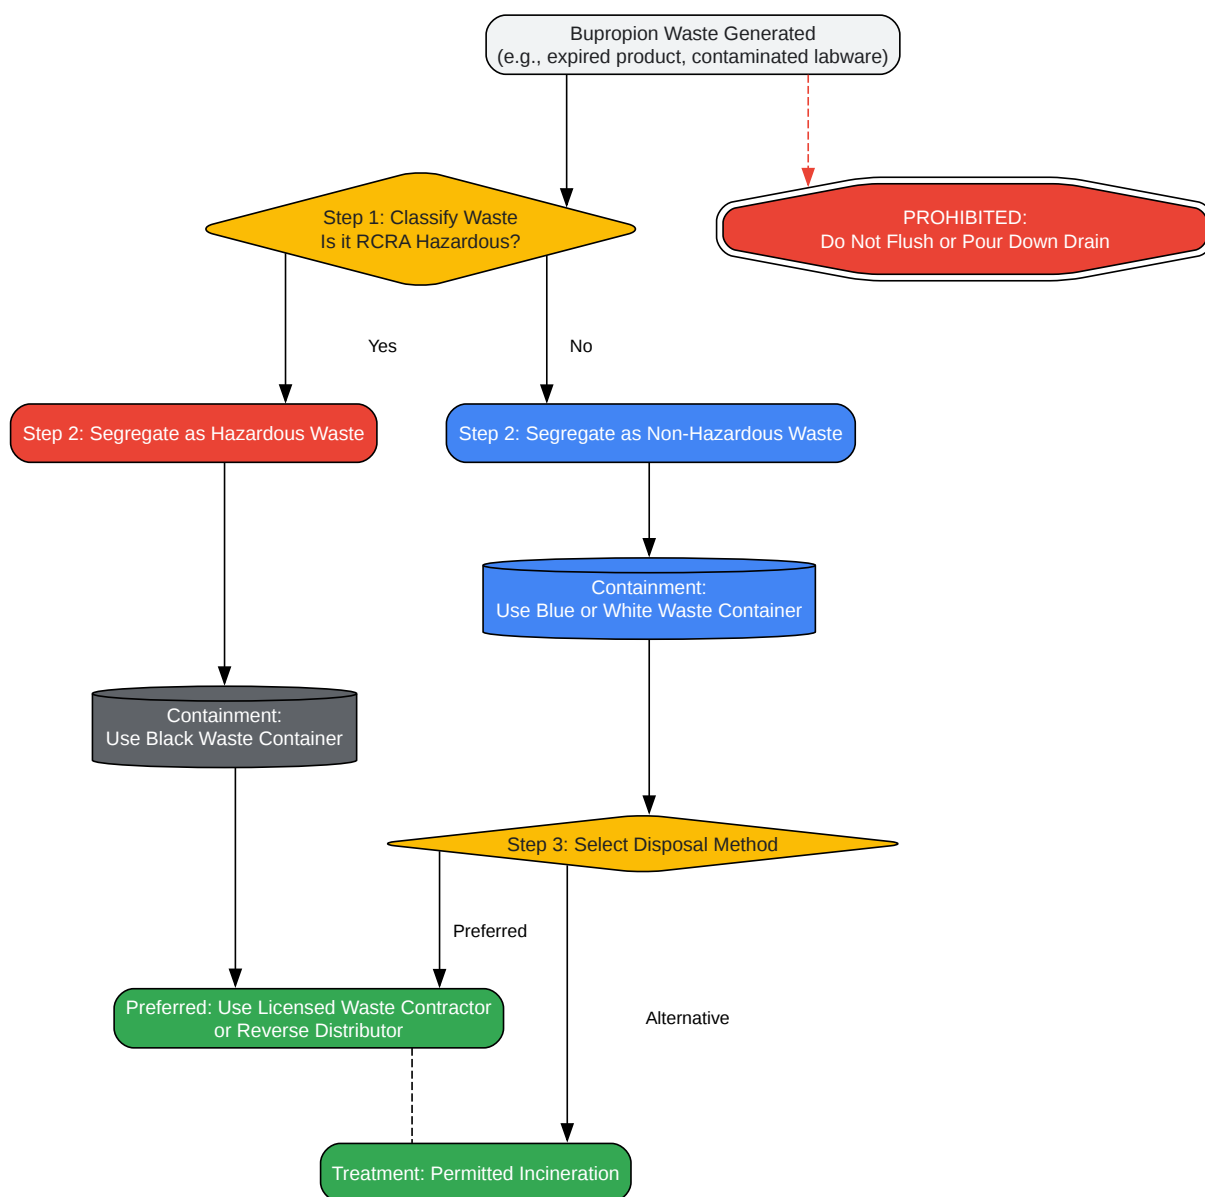 Bupropion Waste Generated
(e.g., expired product, contaminated labware)
Step 1: Classify Waste
Is it RCRA Hazardous?
PROHIBITED:
Do Not Flush or Pour Down Drain
Yes
No
Step 2: Segregate as Hazardous Waste
Step 2: Segregate as Non-Hazardous Waste
Containment:
Use Blue or White Waste Container
Containment:
Use Black Waste Container
Step 3: Select Disposal Method
Preferred
Preferred: Use Licensed Waste Contractor
or Reverse Distributor
Alternative
Treatment: Permitted Incineration